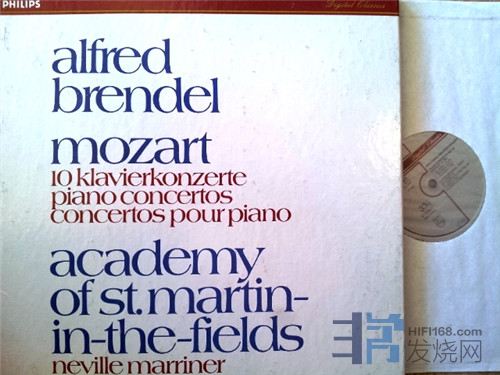 PHILIPS
Digital Classics
alfred
brendel
mozart
10 klavierkonzerte
piano concertos
concertos pour piano
academy
of st. martin-
in-the-fields
neville marriner
HIFI168.com
发烧网